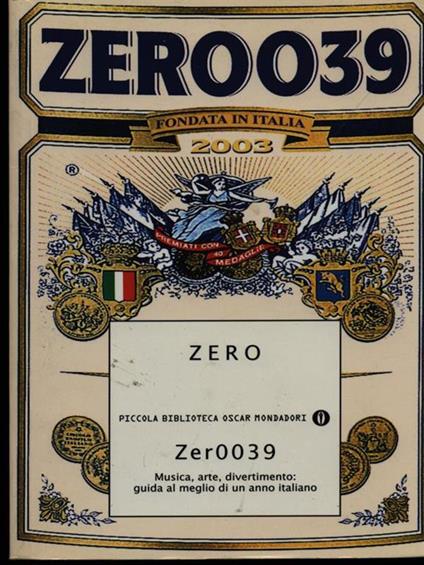 ZERO039
FONDATA IN ITALIA
2003
®
PREMIATI CON
40 MEDAGLIE
ZERO
PICCOLA BIBLIOTECA OSCAR MONDADORI
Zer0039
Musica, arte, divertimento:
guida al meglio di un anno italiano